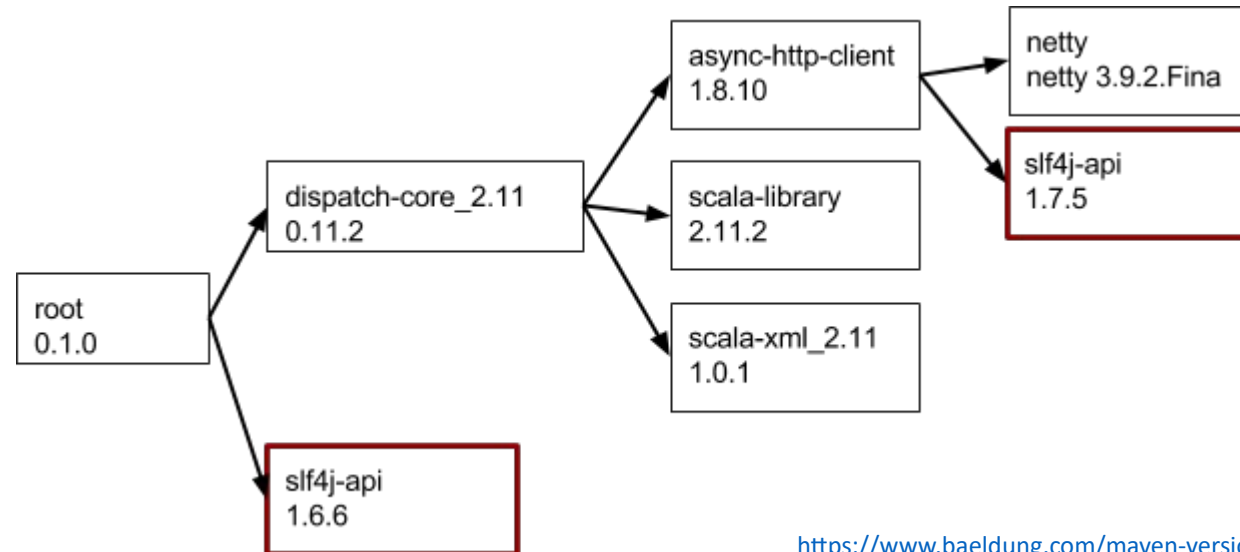 async-http-client
1.8.10
netty
netty 3.9.2.Fina
slf4j-api
1.7.5
dispatch-core_2.11
0.11.2
scala-library
2.11.2
root
0.1.0
scala-xml_2.11
1.0.1
slf4j-api
1.6.6
https://www.baeldung.com/maven-versi